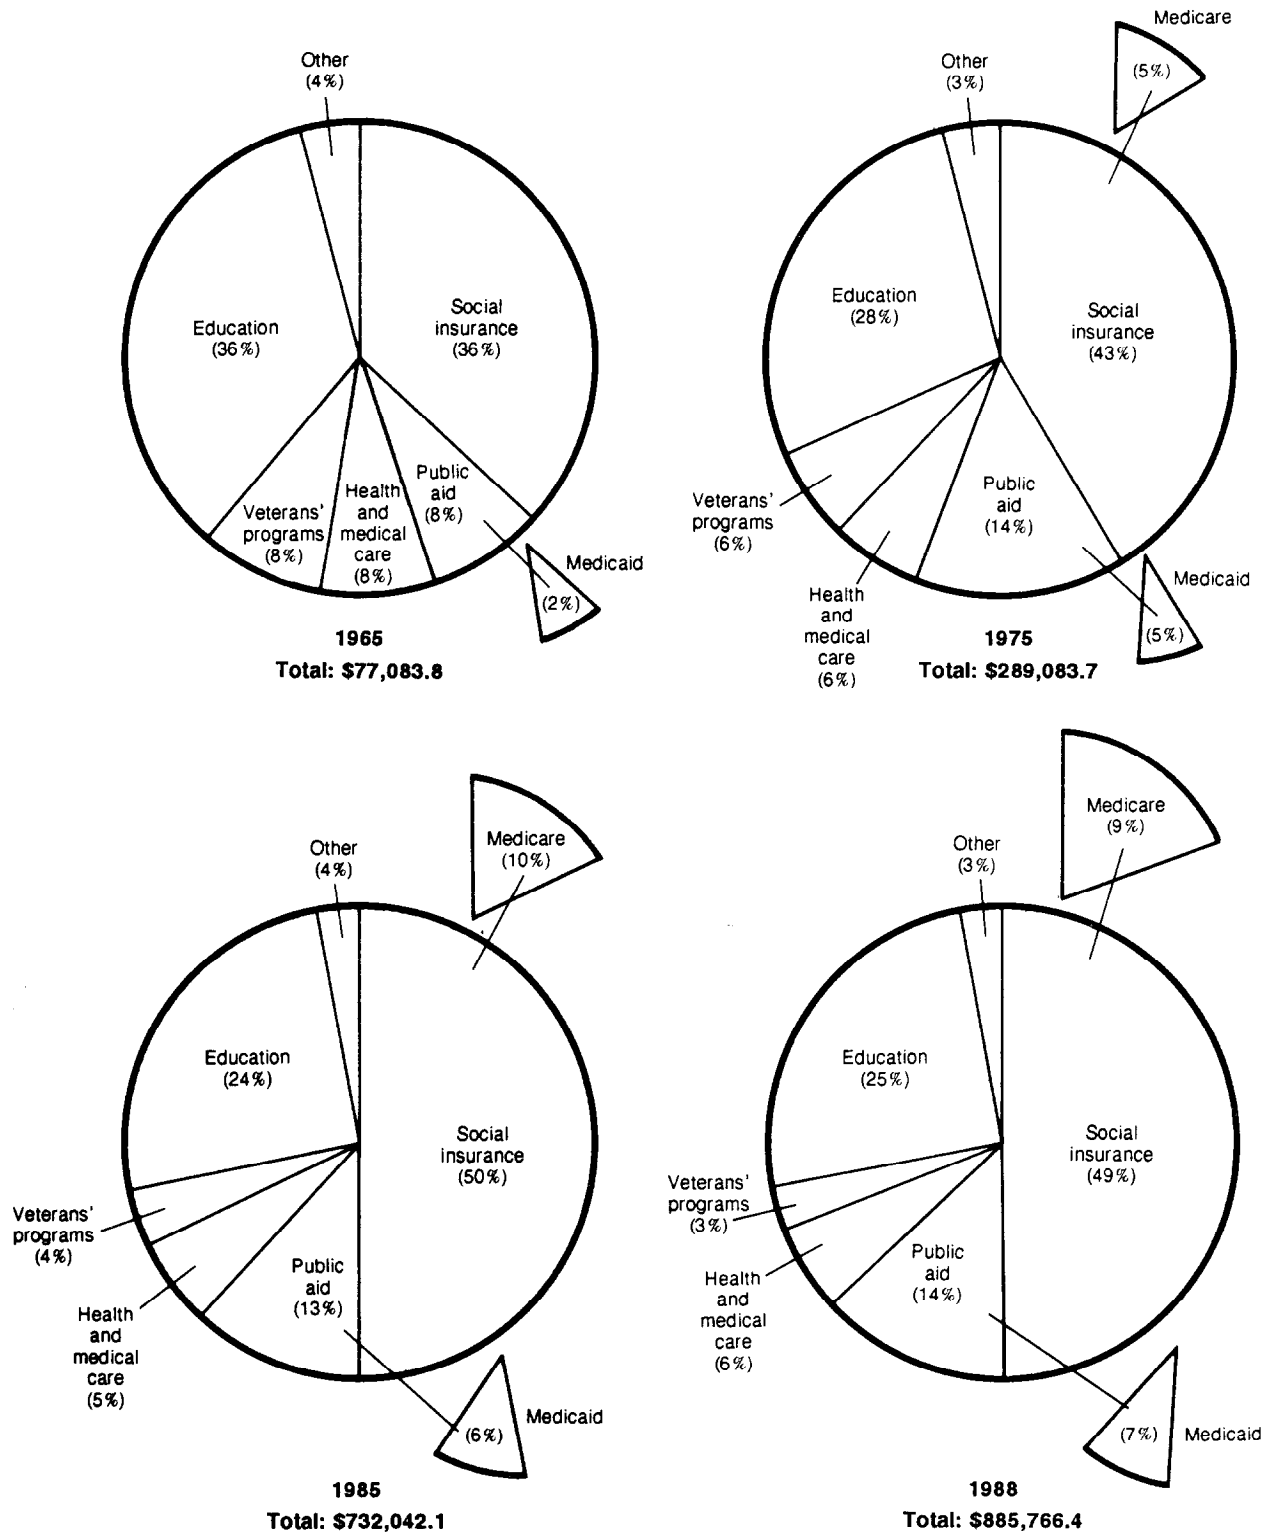 Other
(4%)
Education
(36%)
Social
insurance
(36%)
Veterans'
programs
(8%)
Health
and
medical
care
(8%)
Public
aid
(8%)
Medicaid
(2%)
1965
Total: $77,083.8
Medicare
(5%)
Other
(3%)
Education
(28%)
Social
insurance
(43%)
Veterans'
programs
(6%)
Health
and
medical
care
(6%)
Public
aid
(14%)
Medicaid
(5%)
1975
Total: $289,083.7
Medicare
(10%)
Other
(4%)
Education
(24%)
Social
insurance
(50%)
Veterans'
programs
(4%)
Health
and
medical
care
(5%)
Public
aid
(13%)
Medicaid
(6%)
1985
Total: $732,042.1
Medicare
(9%)
Other
(3%)
Education
(25%)
Social
insurance
(49%)
Veterans'
programs
(3%)
Health
and
medical
care
(6%)
Public
aid
(14%)
(7%)
Medicaid
1988
Total: $885,766.4